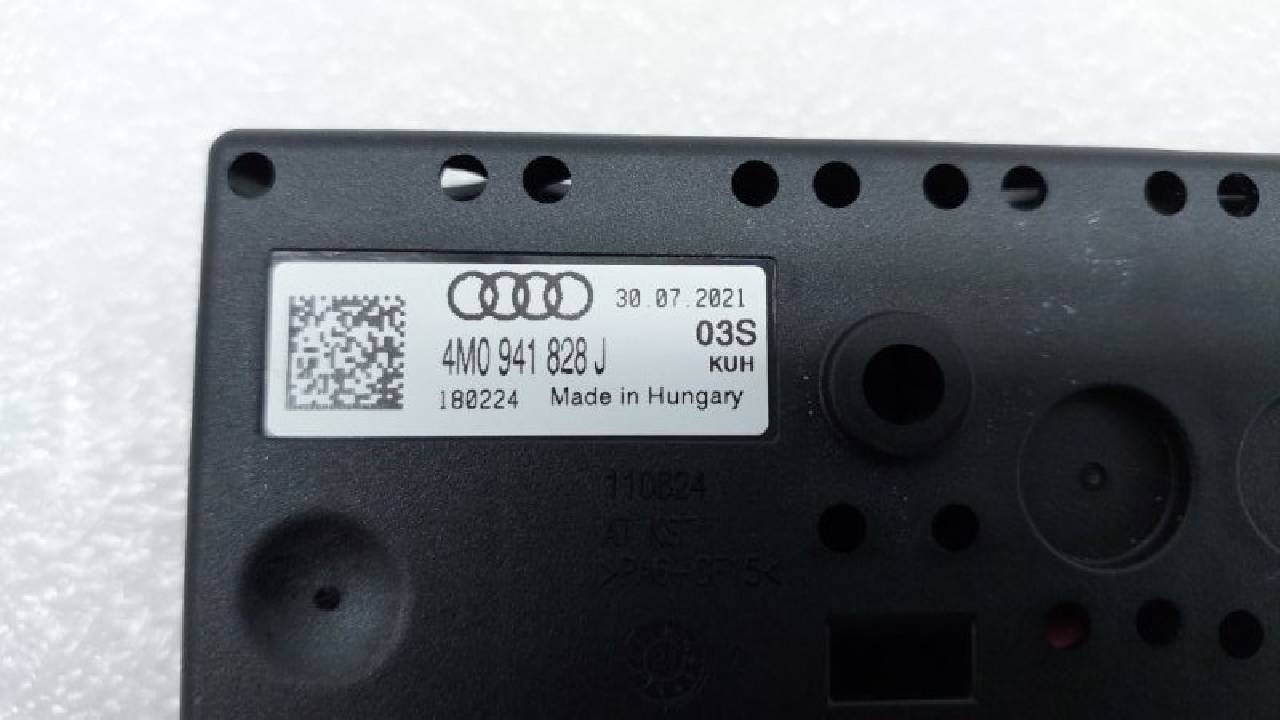 30.07.2021
03S
4M0 941 828 J
KUH
180224 Made in Hungary
110824